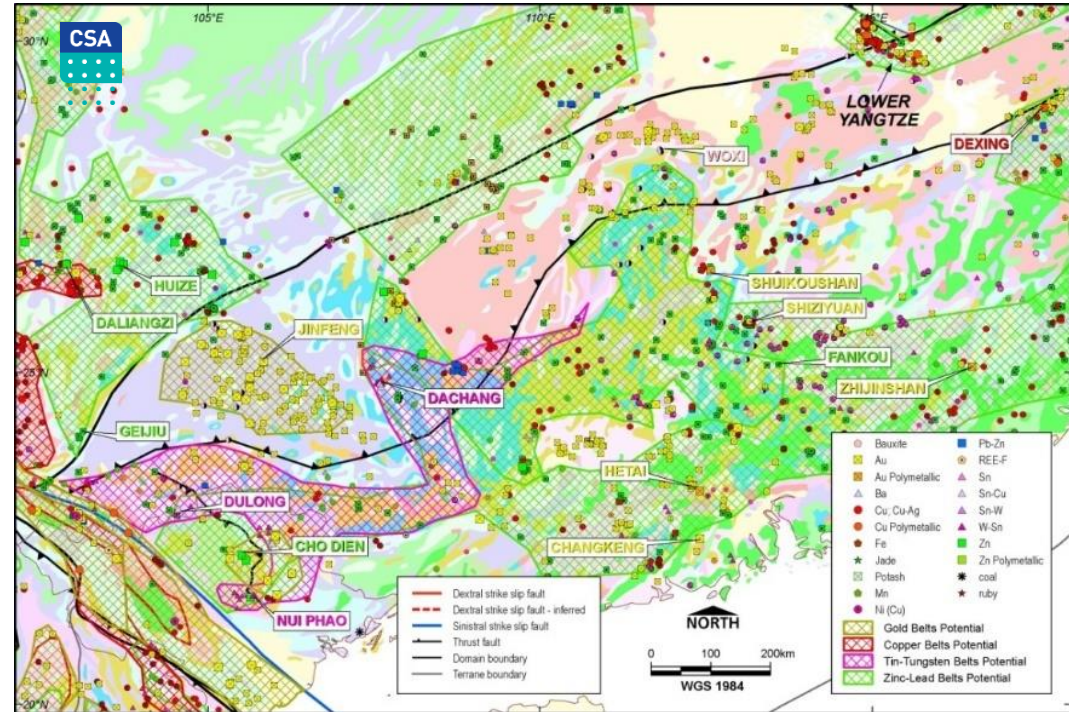 105°E
110°E
115°E
30°N
CSA
LOWER
YANGTZE
DEXING
WOXI
HUIZE
SHUIKOUSHAN
DALIANGZI
SHIZIYUAN
JINFENG
FANKOU
25°N
ZHIJINSHAN
DACHANG
GEIJIU
HETAI
DULONG
CHO DIEN
CHANGKENG
NUI PHAO
Bauxite
Au
Au Polymetallic
Ba
Cu; Cu-Ag
Cu Polymetallic
Fe
Jade
Potash
Mn
Ni (Cu)
Pb-Zn
REE-F
Sn
Sn-Cu
Sn-W
W-Sn
Zn
Zn Polymetallic
coal
ruby
Gold Belts Potential
Copper Belts Potential
Tin-Tungsten Belts Potential
Zinc-Lead Belts Potential
Dextral strike slip fault
Dextral strike slip fault - inferred
Sinistral strike slip fault
Thrust fault
Domain boundary
Terrane boundary
NORTH
0 100 200km
WGS 1984
20°N